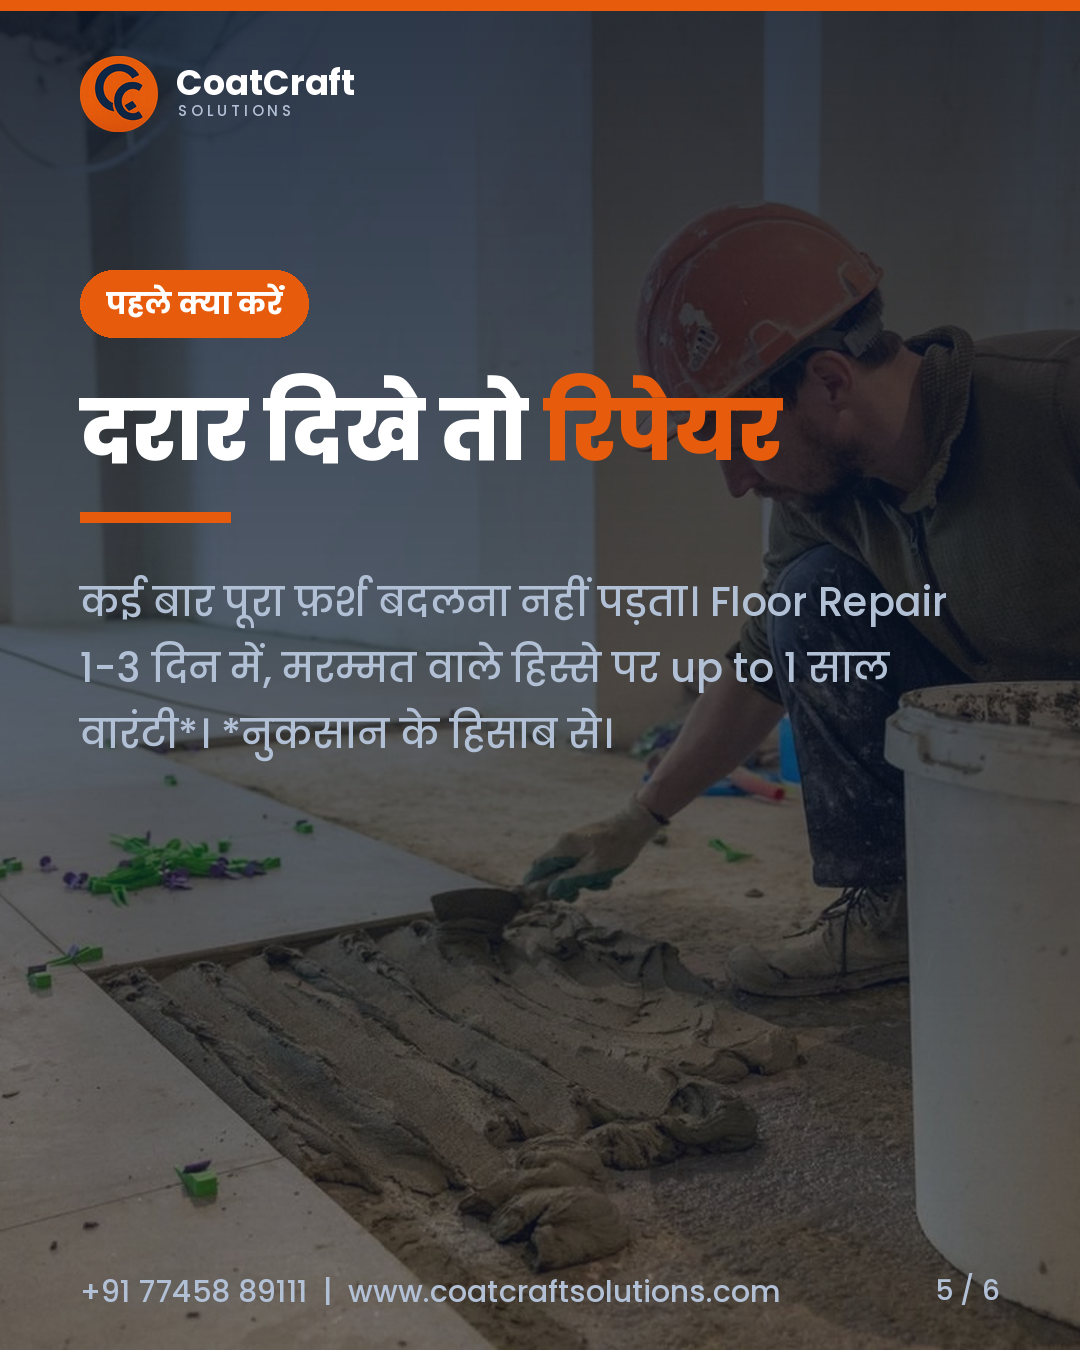 CoatCraft
SOLUTIONS
पहले क्या करें
दरार दिखे तो रिपेयर
कई बार पूरा फ़र्श बदलना नहीं पड़ता। Floor Repair
1-3 दिन में, मरम्मत वाले हिस्से पर up to 1 साल
वारंटी*। *नुकसान के हिसाब से।
+91 77458 89111 | www.coatcraftsolutions.com
5 / 6